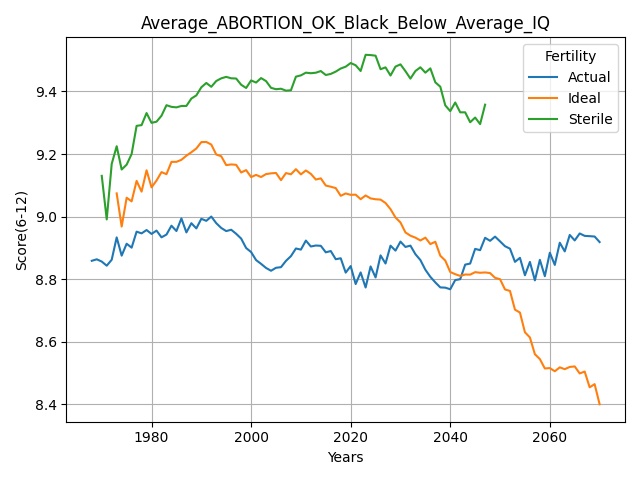 Average_ABORTION_OK_Black_Below_Average_IQ
Fertility
Actual
Ideal
Sterile
Score(6-12)
9.4
9.2
9.0
8.8
8.6
8.4
1980
2000
2020
2040
2060
Years